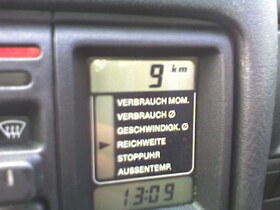 9 km
VERBRAUCH MOM.
VERBRAUCH Ø
GESCHWINDIGK. Ø
REICHWEITE
STOPPUHR
AUSSENTEMP.
13:09